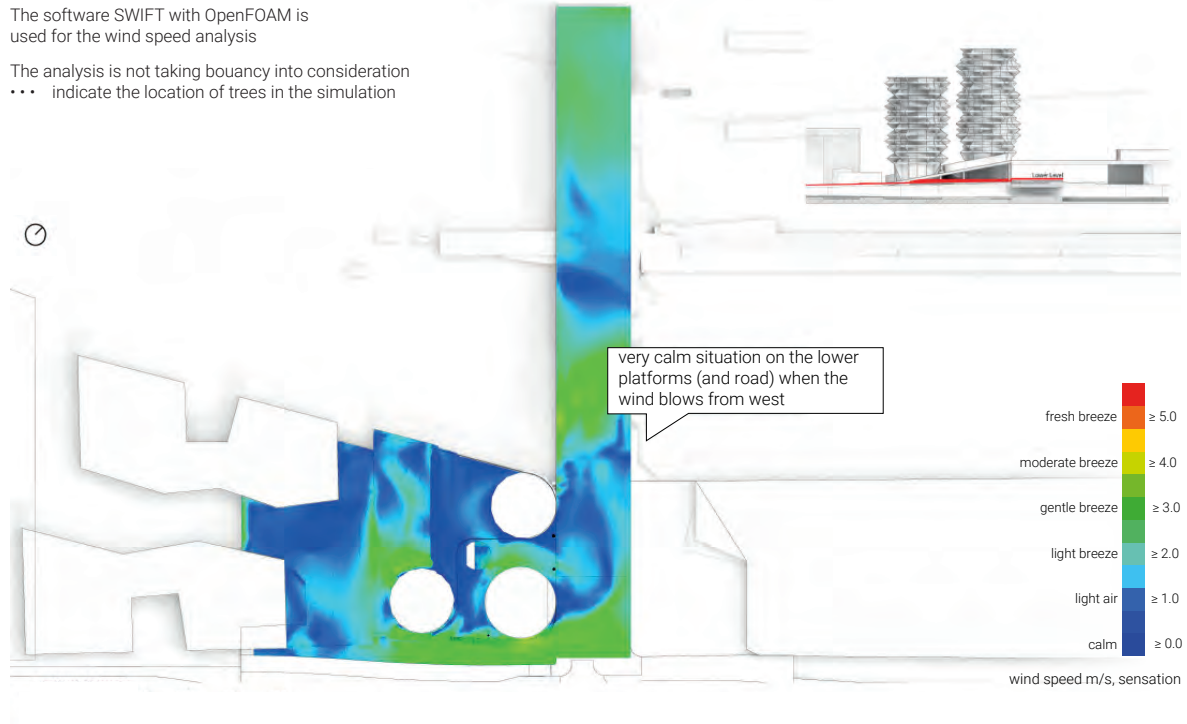 The software SWIFT with OpenFOAM is
used for the wind speed analysis
The analysis is not taking bouancy into consideration
••• indicate the location of trees in the simulation
Lower Level
very calm situation on the lower
platforms (and road) when the
wind blows from west
fresh breeze ≥ 5.0
moderate breeze ≥ 4.0
gentle breeze ≥ 3.0
light breeze ≥ 2.0
light air ≥ 1.0
calm ≥ 0.0
wind speed m/s, sensation